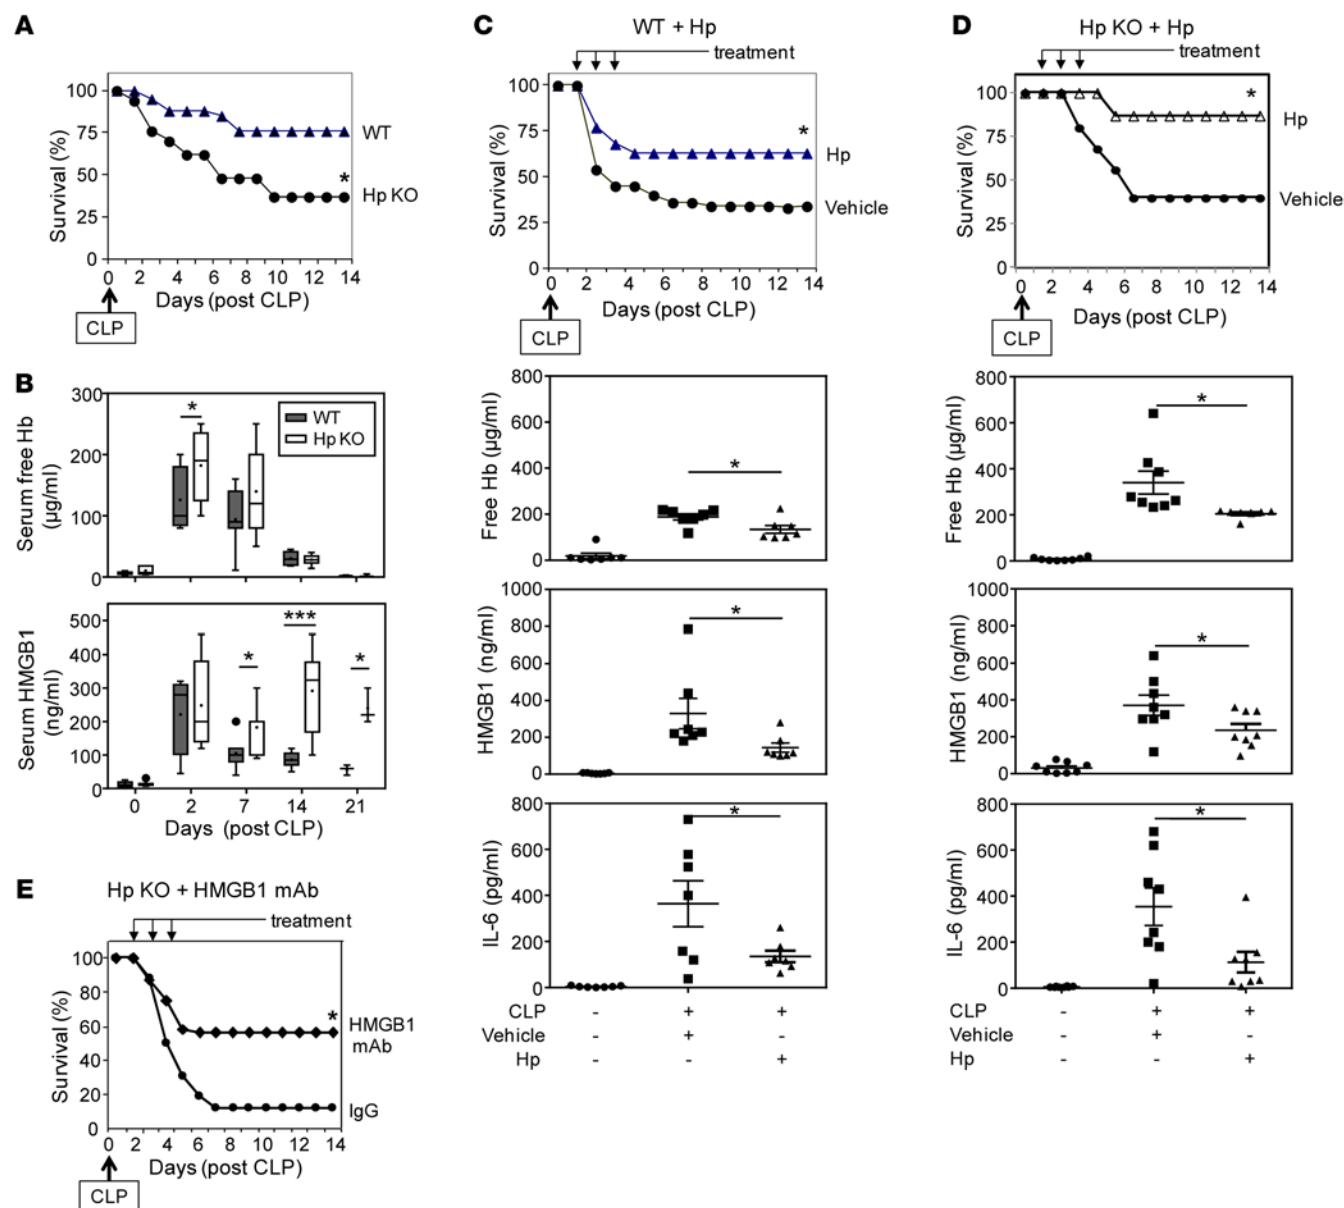 A
100
75
50
25
0
Survival (%)
WT
*
Hp KO
0 2 4 6 8 10 12 14
Days (post CLP)
CLP
B
300
200
100
0
Serum free Hb
(µg/ml)
*
WT
Hp KO
500
400
300
200
100
0
Serum HMGB1
(ng/ml)
*
***
*
0 2 7 14 21
Days (post CLP)
C
WT + Hp
treatment
100
75
50
25
0
Survival (%)
*
Hp
Vehicle
0 2 4 6 8 10 12 14
Days (post CLP)
CLP
800
600
400
200
0
Free Hb (µg/ml)
*
1000
800
600
400
200
0
HMGB1 (ng/ml)
*
800
600
400
200
0
IL-6 (pg/ml)
*
CLP - + +
Vehicle - + -
Hp - - +
D
Hp KO + Hp
treatment
100
75
50
25
0
Survival (%)
*
Hp
Vehicle
0 2 4 6 8 10 12 14
Days (post CLP)
CLP
800
600
400
200
0
Free Hb (µg/ml)
*
1000
800
600
400
200
0
HMGB1 (ng/ml)
*
800
600
400
200
0
IL-6 (pg/ml)
*
CLP - + +
Vehicle - + -
Hp - - +
E
Hp KO + HMGB1 mAb
treatment
100
80
60
40
20
0
Survival (%)
*
HMGB1
mAb
IgG
0 2 4 6 8 10 12 14
Days (post CLP)
CLP